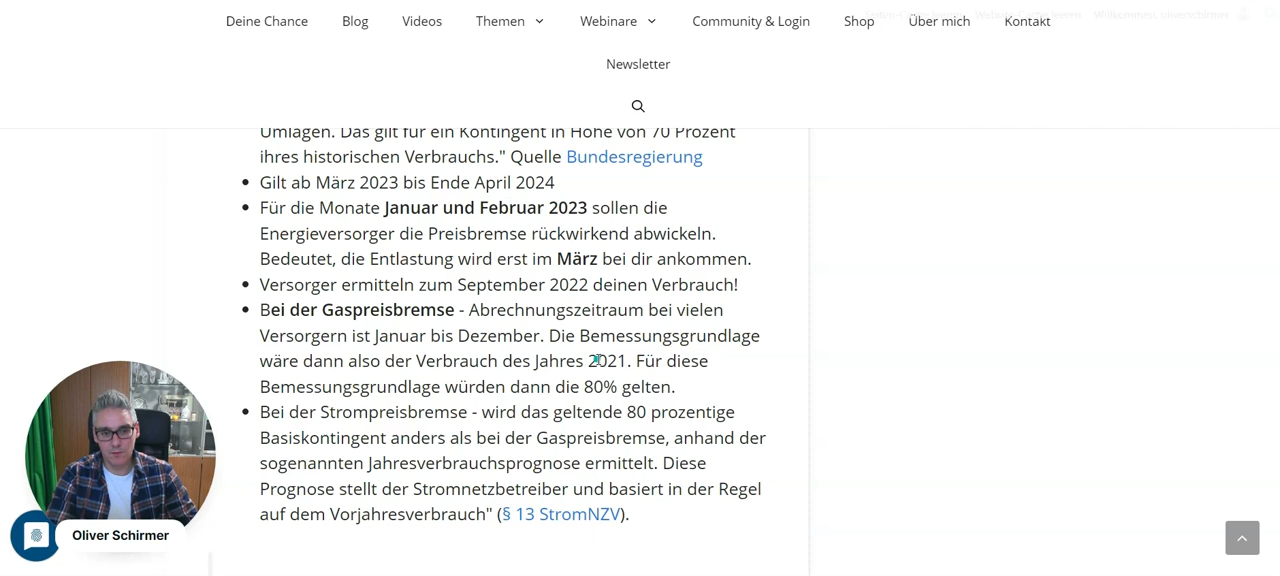 Deine Chance Blog Videos Themen Webinare Community & Login Shop Über mich Kontakt
Newsletter
Umlagen. Das gilt für ein Kontingent in Höhe von 70 Prozent
ihres historischen Verbrauchs." Quelle Bundesregierung
Gilt ab März 2023 bis Ende April 2024
Für die Monate Januar und Februar 2023 sollen die
Energieversorger die Preisbremse rückwirkend abwickeln.
Bedeutet, die Entlastung wird erst im März bei dir ankommen.
Versorger ermitteln zum September 2022 deinen Verbrauch!
Bei der Gaspreisbremse - Abrechnungszeitraum bei vielen
Versorgern ist Januar bis Dezember. Die Bemessungsgrundlage
wäre dann also der Verbrauch des Jahres 2021. Für diese
Bemessungsgrundlage würden dann die 80% gelten.
Bei der Strompreisbremse - wird das geltende 80 prozentige
Basiskontingent anders als bei der Gaspreisbremse, anhand der
sogenannten Jahresverbrauchsprognose ermittelt. Diese
Prognose stellt der Stromnetzbetreiber und basiert in der Regel
auf dem Vorjahresverbrauch" (§ 13 StromNZV).
Oliver Schirmer